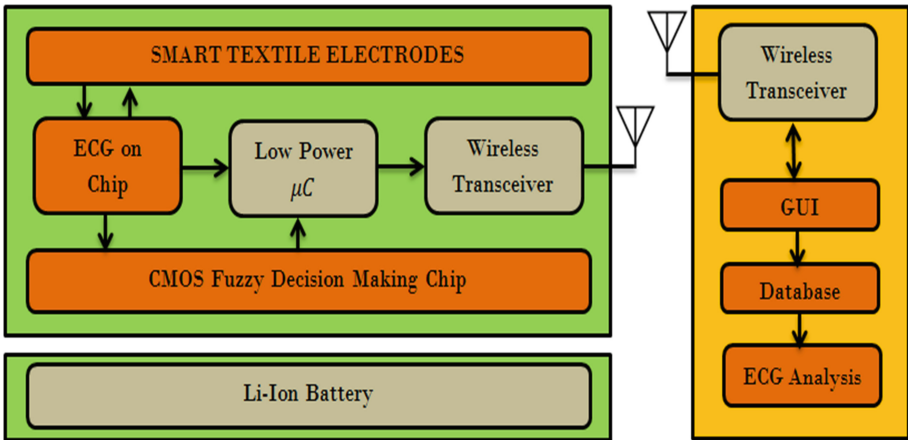 SMART TEXTILE ELECTRODES
ECG on
Chip
Low Power
μC
Wireless
Transceiver
CMOS Fuzzy Decision Making Chip
Li-Ion Battery
Wireless
Transceiver
GUI
Database
ECG Analysis